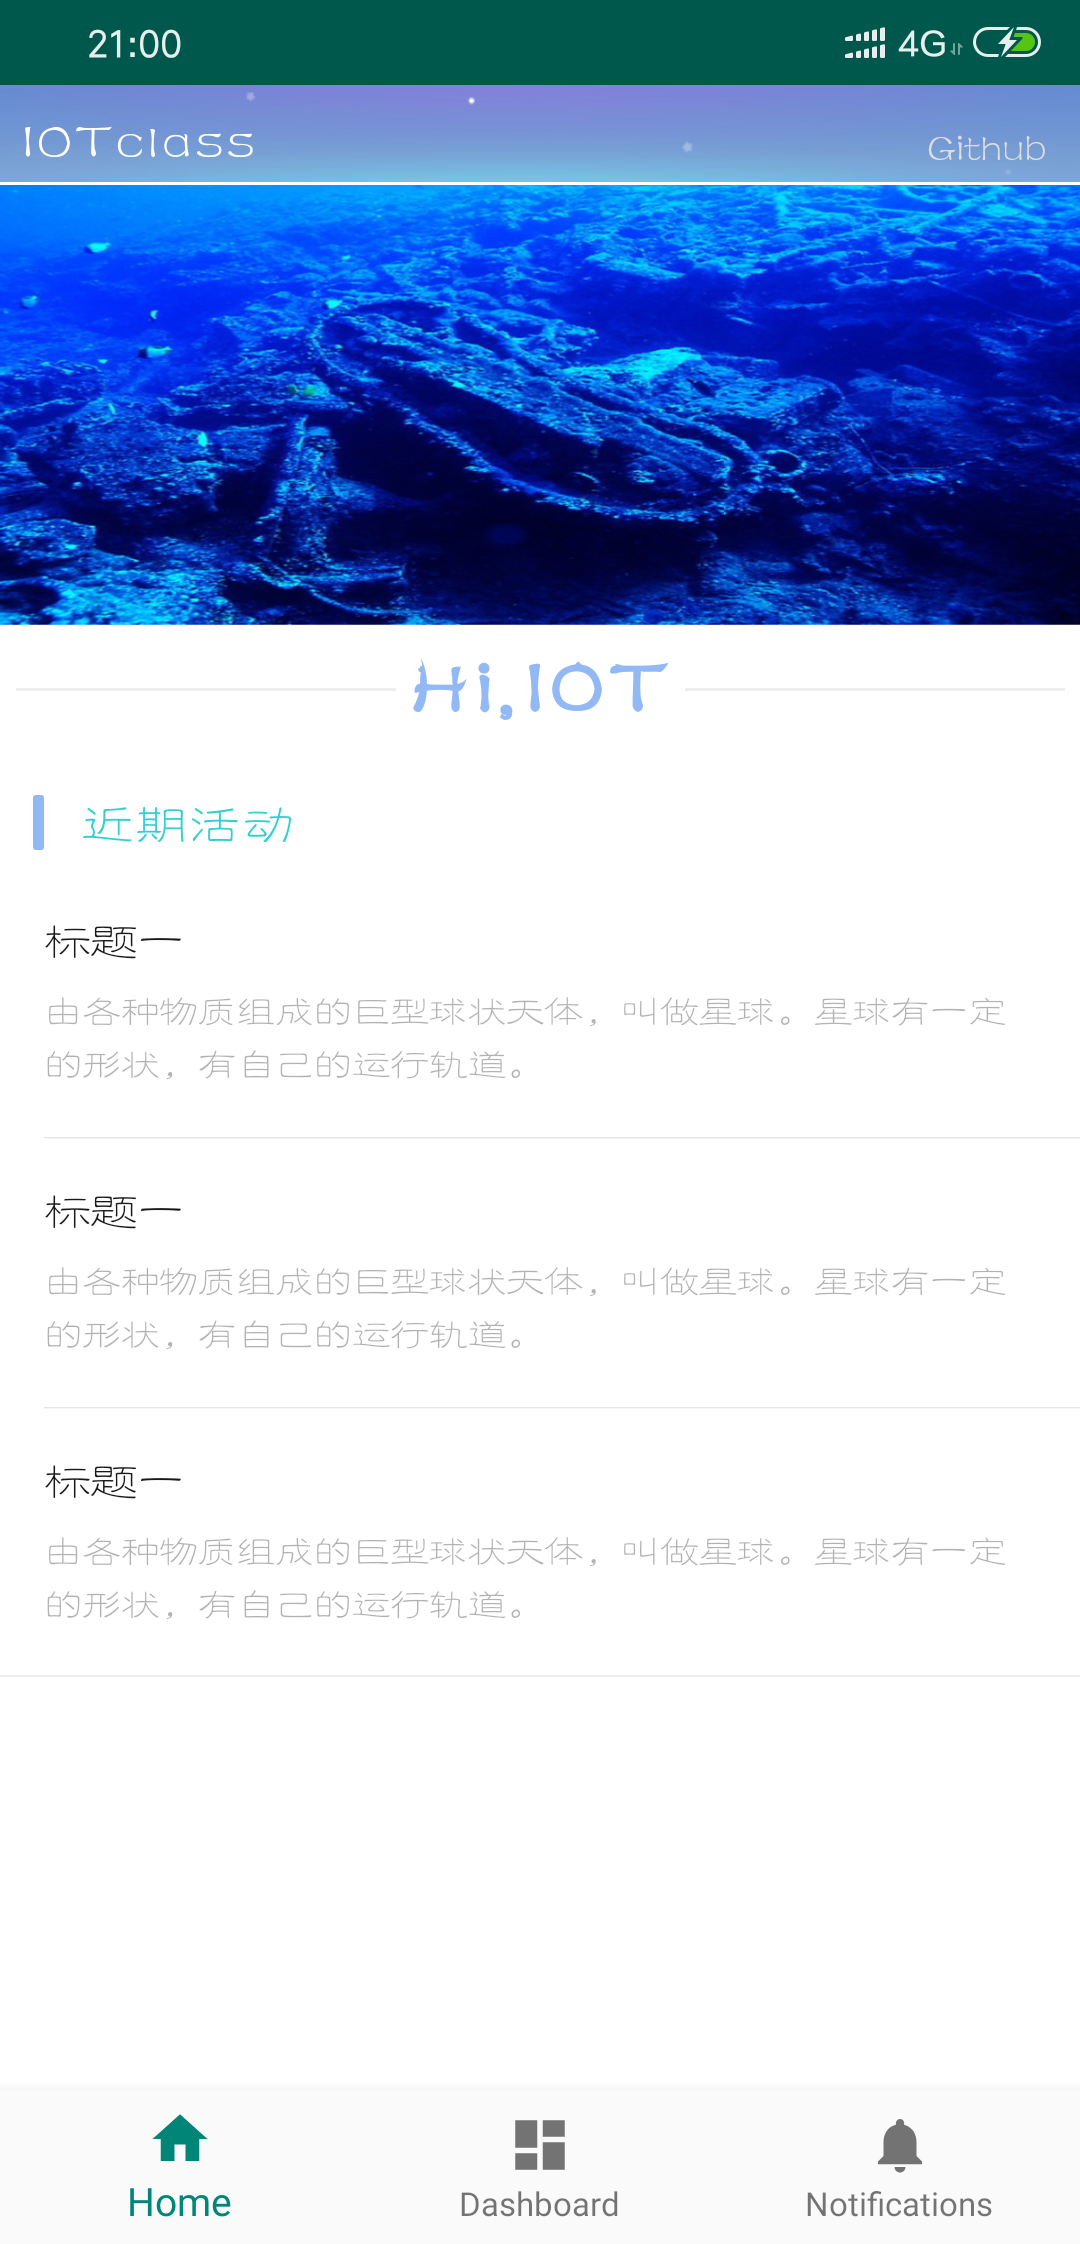 21:00
4G
IOTclass
Github
Hi,IOT
近期活动
标题一
由各种物质组成的巨型球状天体，叫做星球。星球有一定
的形状，有自己的运行轨道。
标题一
由各种物质组成的巨型球状天体，叫做星球。星球有一定
的形状，有自己的运行轨道。
标题一
由各种物质组成的巨型球状天体，叫做星球。星球有一定
的形状，有自己的运行轨道。
Home
Dashboard
Notifications